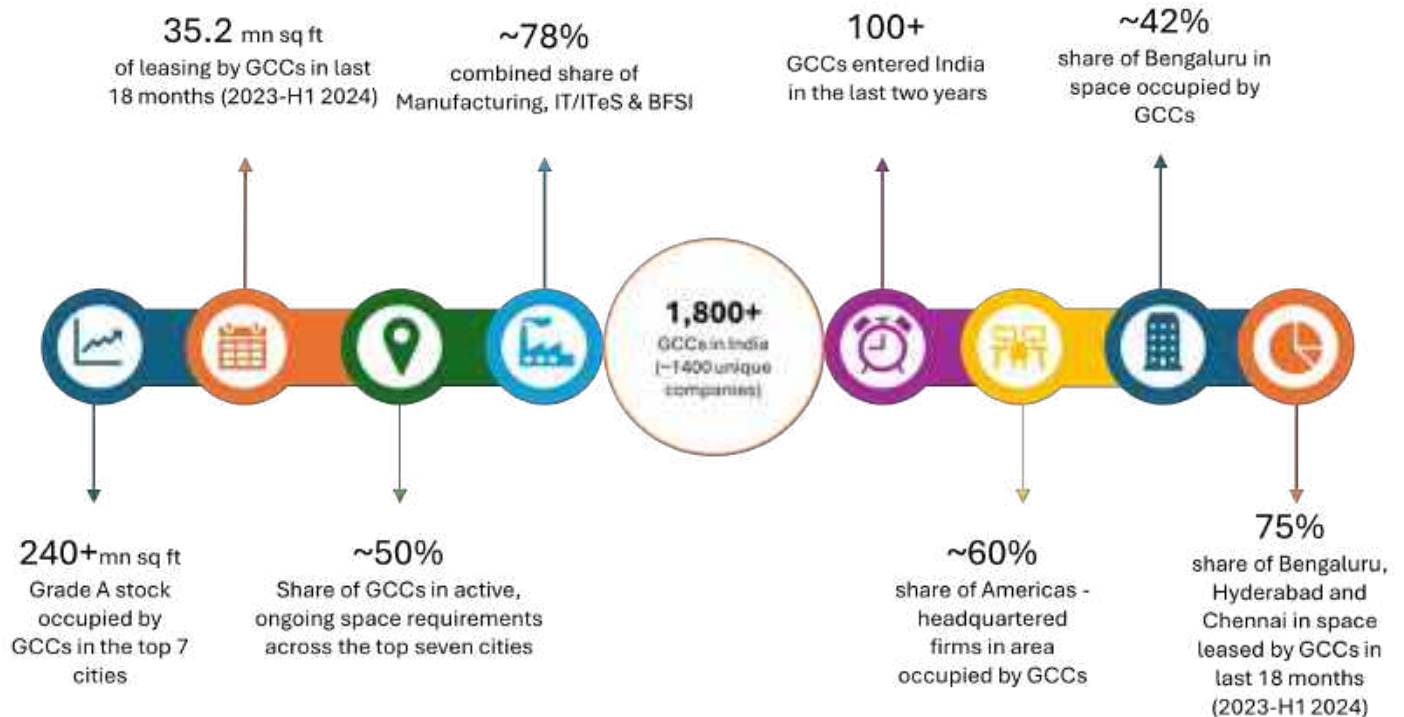 35.2 mn sq ft
of leasing by GCCs in last
18 months (2023-H1 2024)
~78%
combined share of
Manufacturing, IT/ITeS & BFSI
100+
GCCs entered India
in the last two years
~42%
share of Bengaluru in
space occupied by
GCCs
1,800+
GCCs in India
(~1400 unique
companies)
240+mn sq ft
Grade A stock
occupied by
GCCs in the top 7
cities
~50%
Share of GCCs in active,
ongoing space requirements
across the top seven cities
~60%
share of Americas -
headquartered
firms in area
occupied by GCCs
75%
share of Bengaluru,
Hyderabad and
Chennai in space
leased by GCCs in
last 18 months
(2023-H1 2024)